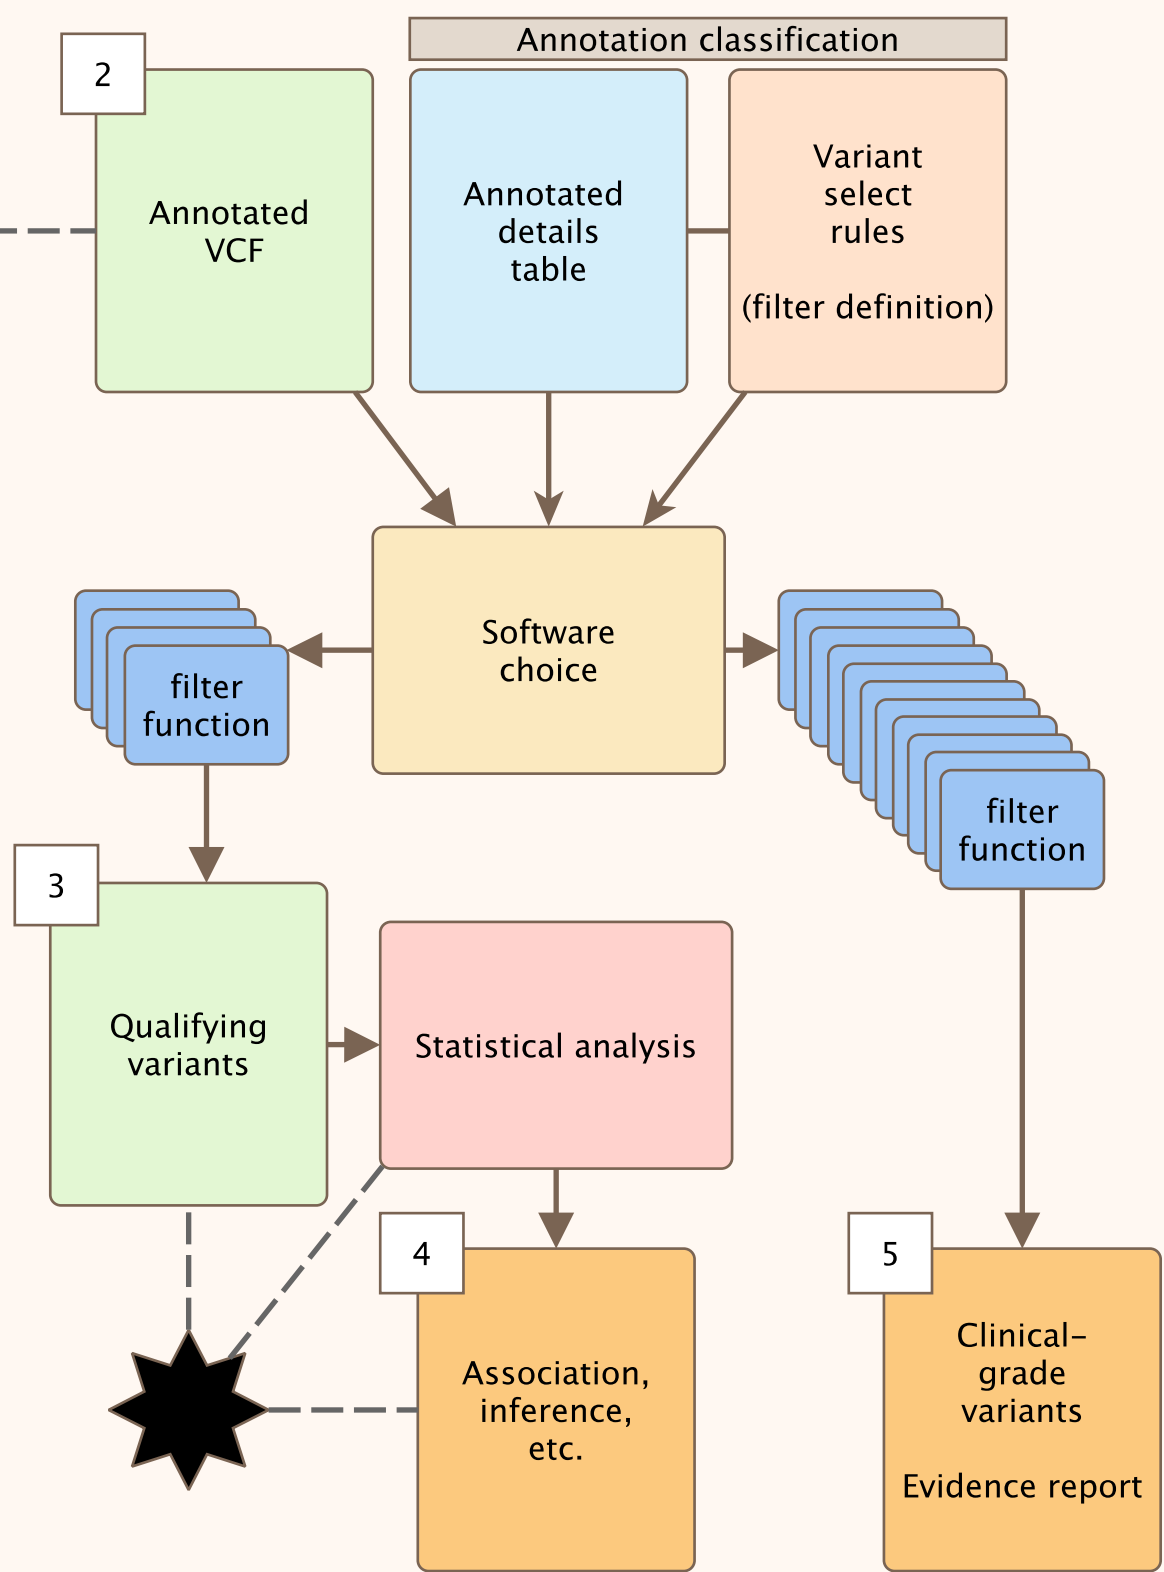 Annotation classification
2
Annotated
VCF
Annotated
details
table
Variant
select
rules
(filter definition)
Software
choice
filter
function
filter
function
3
Qualifying
variants
Statistical analysis
4
Association,
inference,
etc.
5
Clinical-
grade
variants
Evidence report